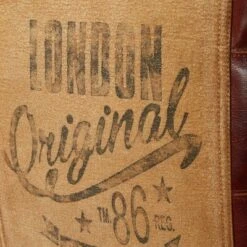 LONDON
Original
TM. 86 REG.